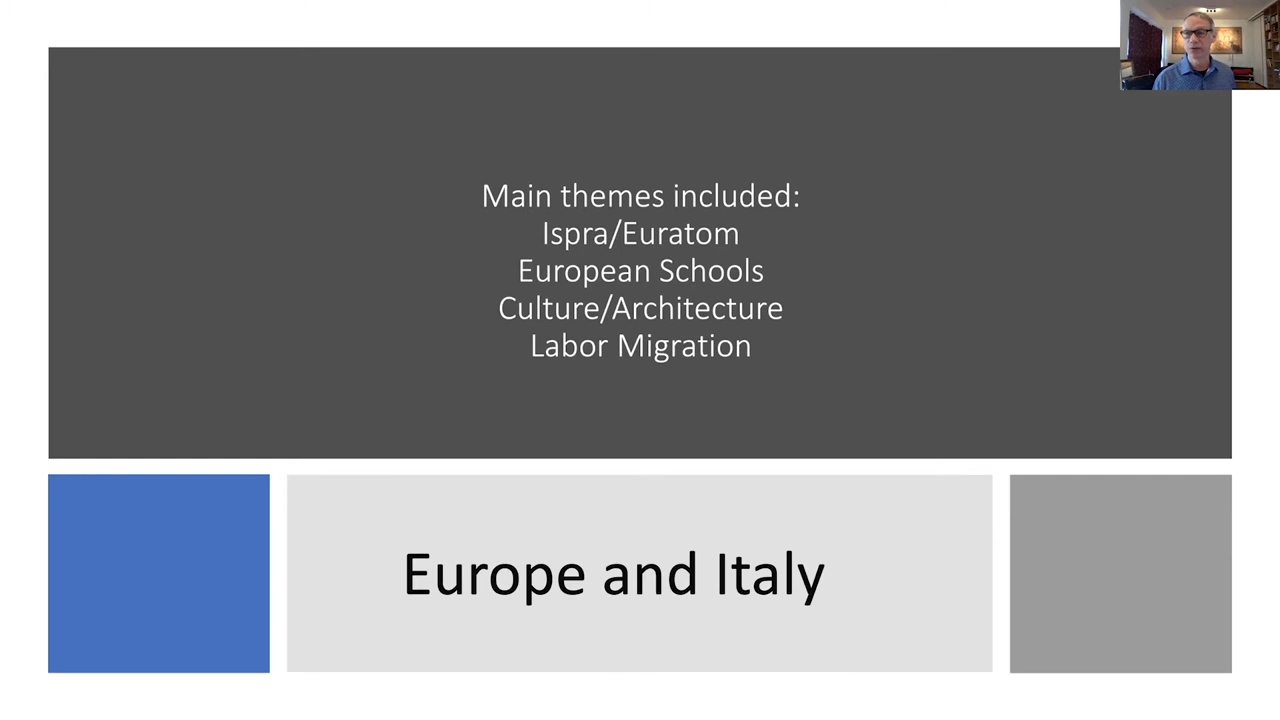 Main themes included:
Ispra/Euratom
European Schools
Culture/Architecture
Labor Migration
Europe and Italy